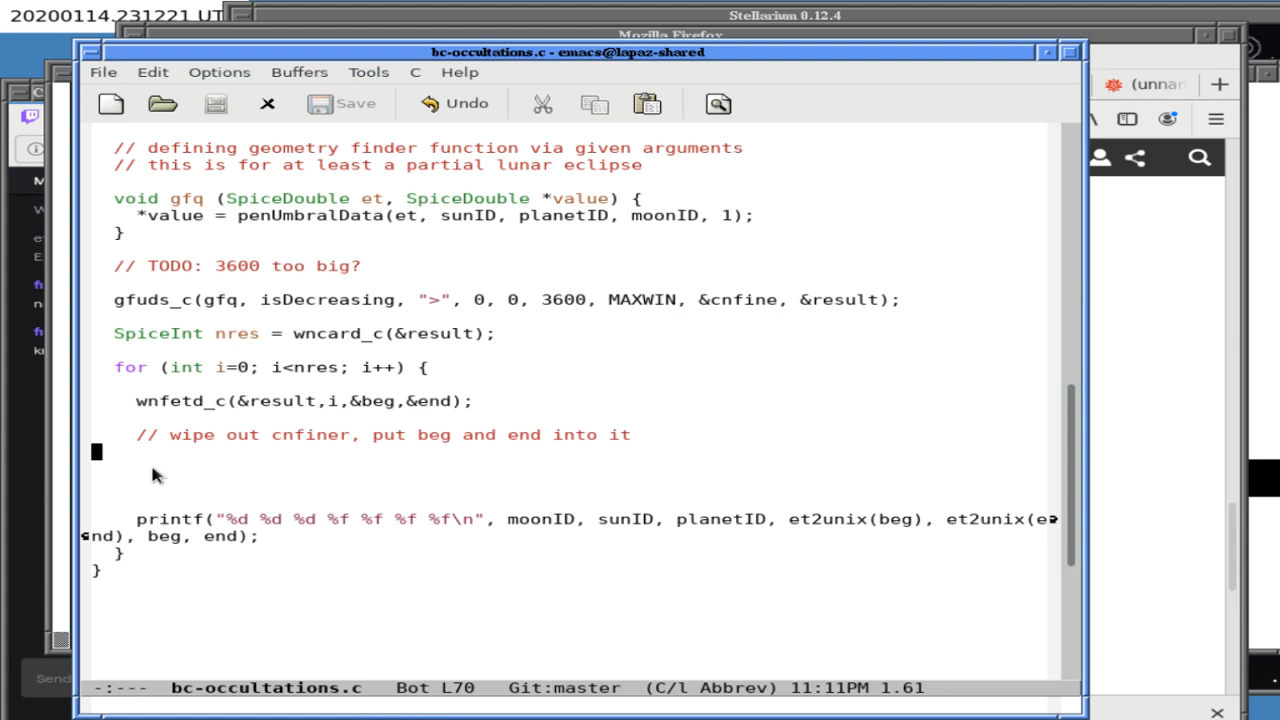 20200114.231221 UT
Stellarium 0.12.4
Mozilla Firefox
bc-occultations.c - emacs@lapaz-shared
File Edit Options Buffers Tools C Help
(unnar
Save Undo
// defining geometry finder function via given arguments
// this is for at least a partial lunar eclipse
void gfq (SpiceDouble et, SpiceDouble *value) {
*value = penUmbralData(et, sunID, planetID, moonID, 1);
}
// TODO: 3600 too big?
gfuds_c(gfq, isDecreasing, ">", 0, 0, 3600, MAXWIN, &cnfine, &result);
SpiceInt nres = wncard_c(&result);
for (int i=0; i<nres; i++) {
wnfetd_c(&result,i,&beg,&end);
// wipe out cnfiner, put beg and end into it
printf("%d %d %d %f %f %f %f\n", moonID, sunID, planetID, et2unix(beg), et2unix(e
nd), beg, end);
}
}
Send
-:--- bc-occultations.c Bot L70 Git:master (C/l Abbrev) 11:11PM 1.61